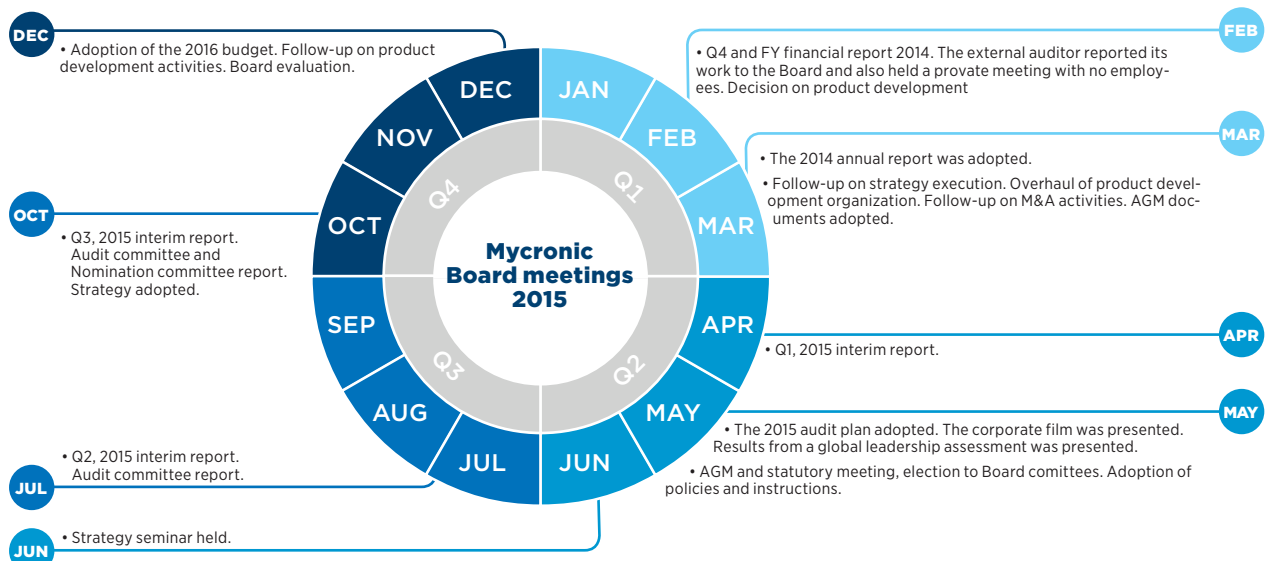 DEC
• Adoption of the 2016 budget. Follow-up on product
development activities. Board evaluation.
FEB
• Q4 and FY financial report 2014. The external auditor reported its
work to the Board and also held a provate meeting with no employ-
ees. Decision on product development
MAR
• The 2014 annual report was adopted.
• Follow-up on strategy execution. Overhaul of product devel-
opment organization. Follow-up on M&A activities. AGM doc-
uments adopted.
APR
• Q1, 2015 interim report.
MAY
• The 2015 audit plan adopted. The corporate film was presented.
Results from a global leadership assessment was presented.
• AGM and statutory meeting, election to Board comittees. Adoption of
policies and instructions.
OCT
• Q3, 2015 interim report.
Audit committee and
Nomination committee report.
Strategy adopted.
JUL
• Q2, 2015 interim report.
Audit committee report.
JUN
• Strategy seminar held.
JAN
FEB
MAR
APR
MAY
JUN
JUL
AUG
SEP
OCT
NOV
DEC
Q1
Q2
Q3
Q4
Mycronic
Board meetings
2015